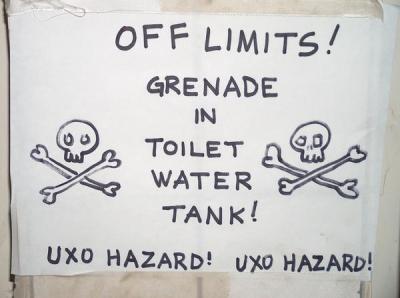 OFF LIMITS!
GRENADE
IN
TOILET
WATER
TANK!
UXO HAZARD! UXO HAZARD!